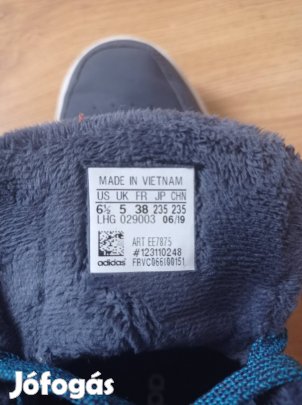 MADE IN VIETNAM
US UK FR JP CHN
6½ 5 38 235 235
LHG 029003 06/19
ART EE7875
#123110248
adidas FRVC066100151
Jófogás